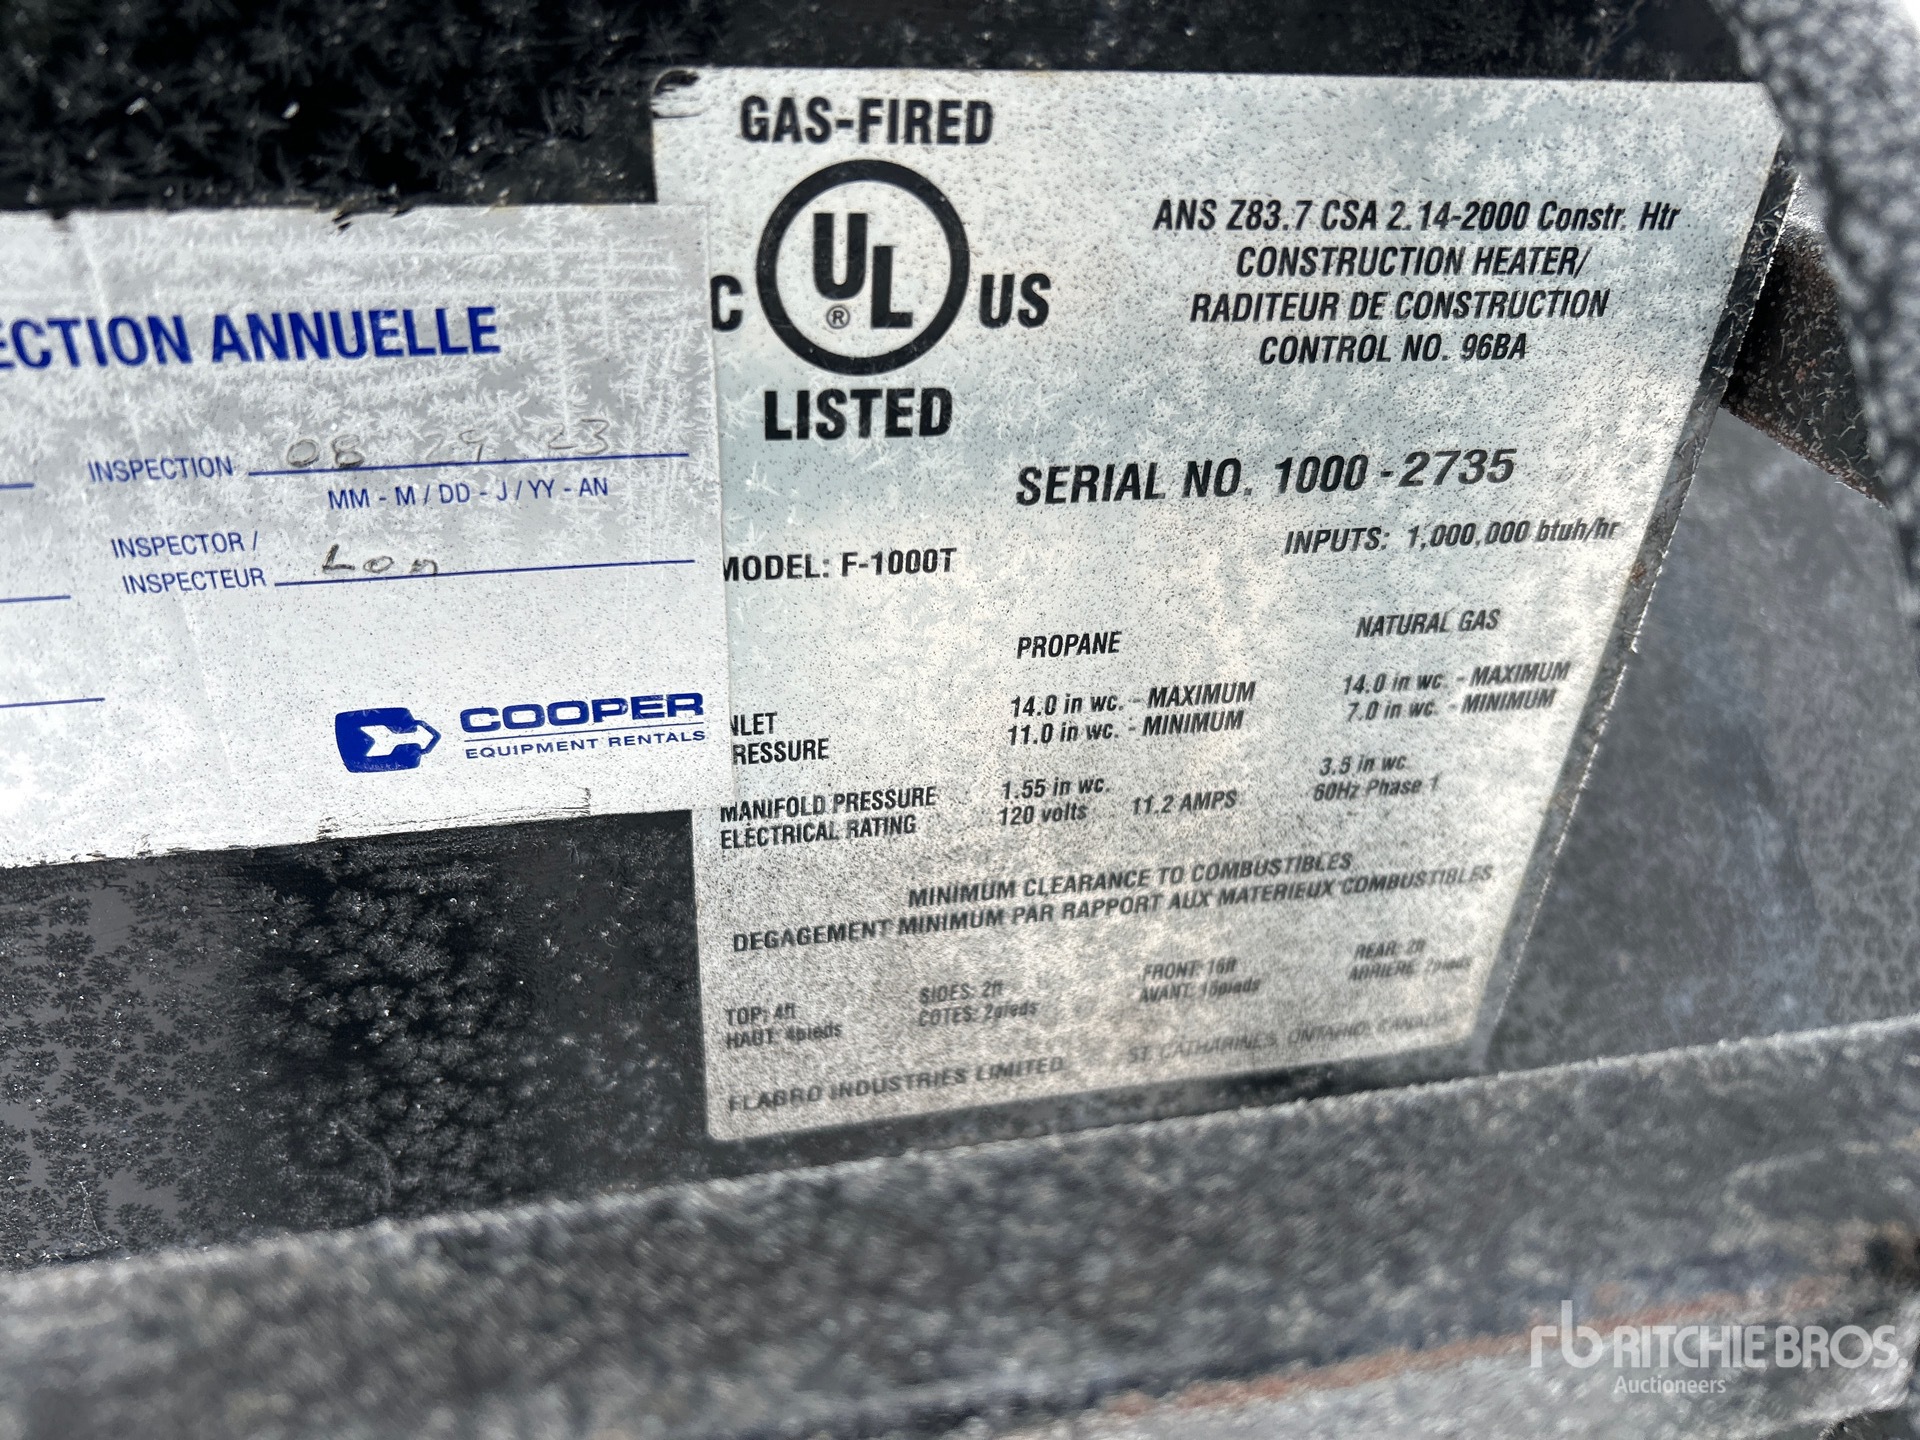 ECTION ANNUELLE
INSPECTION 08 29 23
MM - M / DD - J / YY - AN
INSPECTOR /
INSPECTEUR
COOPER
EQUIPMENT RENTALS
GAS-FIRED
C UL ® US
LISTED
ANS Z83.7 CSA 2.14-2000 Constr. Htr
CONSTRUCTION HEATER/
RADITEUR DE CONSTRUCTION
CONTROL NO. 96BA
SERIAL NO. 1000 - 2735
MODEL: F-1000T
INPUTS: 1,000,000 btuh/hr
PROPANE NATURAL GAS
NLET 14.0 in wc. - MAXIMUM 14.0 in wc. - MAXIMUM
RESSURE 11.0 in wc. - MINIMUM 7.0 in wc. - MINIMUM
MANIFOLD PRESSURE 1.55 in wc. 3.5 in wc
ELECTRICAL RATING 120 volts 11.2 AMPS 60Hz Phase 1
MINIMUM CLEARANCE TO COMBUSTIBLES
DEGAGEMENT MINIMUM PAR RAPPORT AUX MATERIEUX COMBUSTIBLES
TOP: 4ft SIDES: 2ft FRONT: 16ft REAR: 2ft
HAUT: 4pieds COTES: 2pieds AVANT: 16pieds ARRIERE: 2pieds
FLABRO INDUSTRIES LIMITED ST. CATHARINES, ONTARIO, CANADA
rb RITCHIE BROS.
Auctioneers